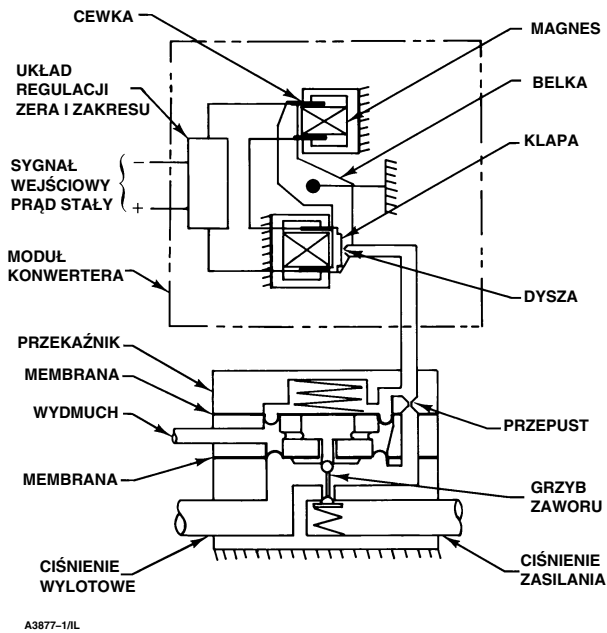 CEWKA
MAGNES
UKŁAD
REGULACJI
ZERA I ZAKRESU
BELKA
KLAPA
SYGNAŁ
WEJŚCIOWY
PRĄD STAŁY
−
+
MODUŁ
KONWERTERA
DYSZA
PRZEKAŹNIK
MEMBRANA
WYDMUCH
PRZEPUST
MEMBRANA
GRZYB
ZAWORU
CIŚNIENIE
WYLOTOWE
CIŚNIENIE
ZASILANIA
A3877–1/IL